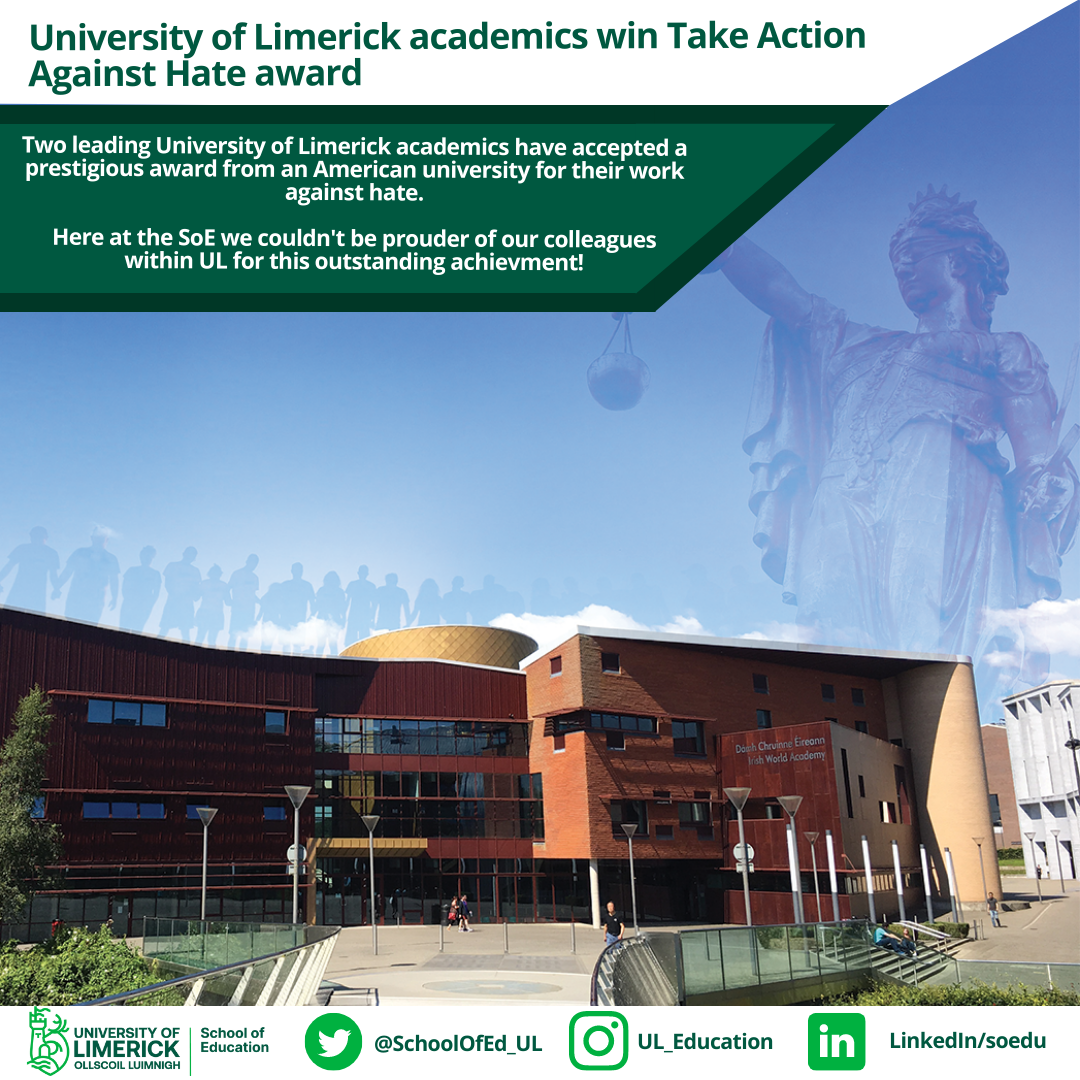 University of Limerick academics win Take Action
Against Hate award
Two leading University of Limerick academics have accepted a
prestigious award from an American university for their work
against hate.
Here at the SoE we couldn't be prouder of our colleagues
within UL for this outstanding achievment!
Damh Chruinne Éireann
Irish World Academy
UNIVERSITY OF
LIMERICK
OLLSCOIL LUIMNIGH
School of
Education
@SchoolOfEd_UL
UL_Education
in
LinkedIn/soedu